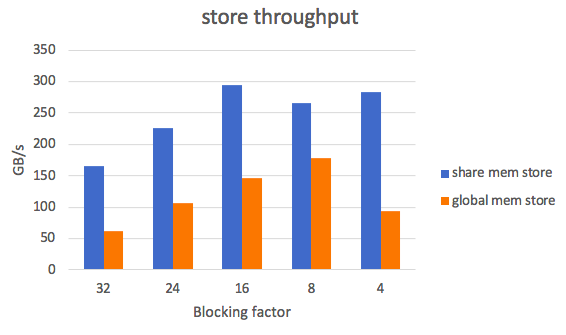 store throughput
350
300
250
200
150
100
50
0
GB/s
32 24 16 8 4
Blocking factor
share mem store
global mem store